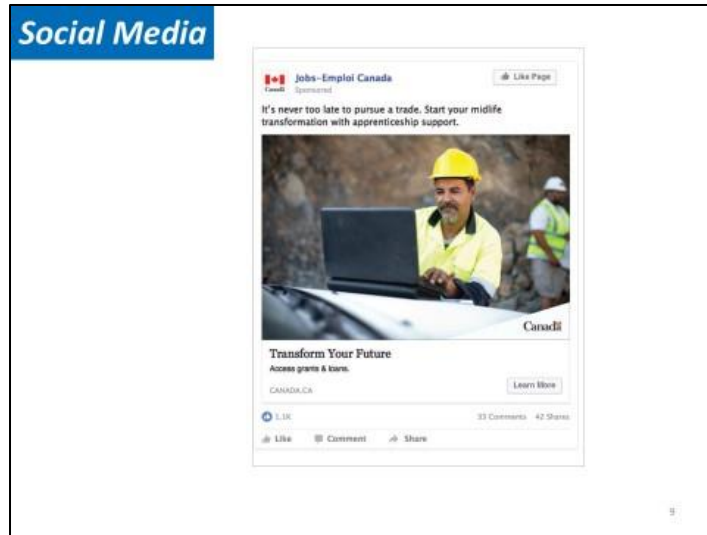 Social Media
Jobs-Emploi Canada
Like Page
Canada
Sponsored
It's never too late to pursue a trade. Start your midlife
transformation with apprenticeship support.
Canada
Transform Your Future
Access grants & loans.
CANADA.CA
Learn More
1.1K
33 Comments 42 Shares
Like Comment Share
9